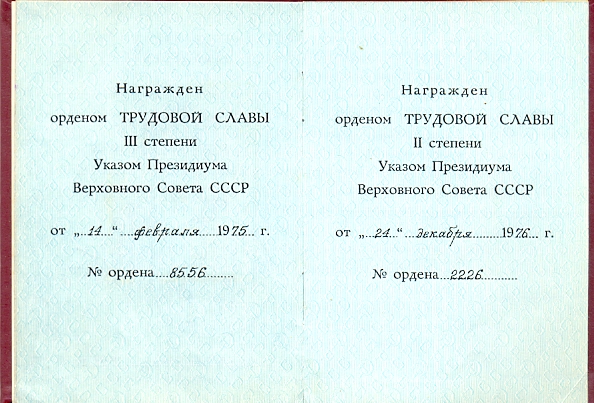 Награжден
орденом ТРУДОВОЙ СЛАВЫ
III степени
Указом Президиума
Верховного Совета СССР
от „14“ февраля 1975 г.
№ ордена 8556
Награжден
орденом ТРУДОВОЙ СЛАВЫ
II степени
Указом Президиума
Верховного Совета СССР
от „24“ декабря 1976 г.
№ ордена 2226